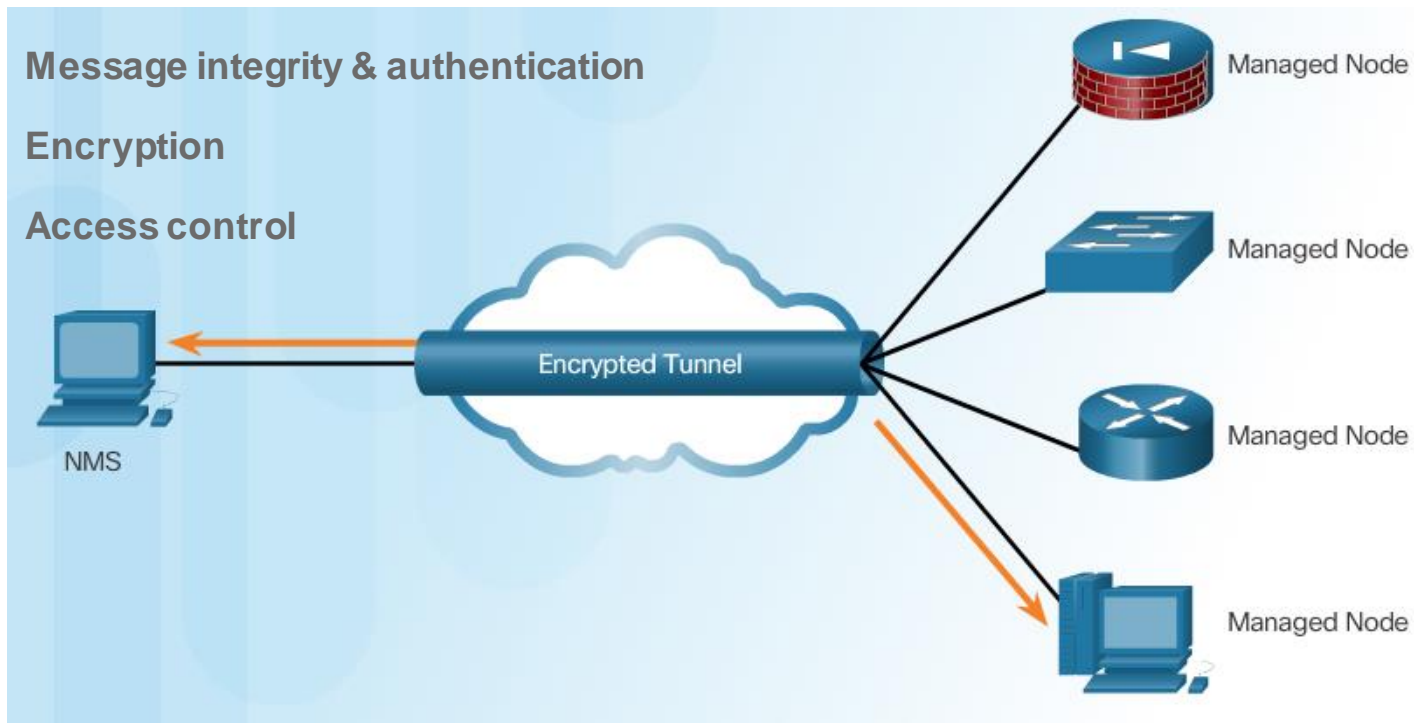 Message integrity & authentication
Encryption
Access control
Managed Node
Managed Node
Encrypted Tunnel
NMS
Managed Node
Managed Node